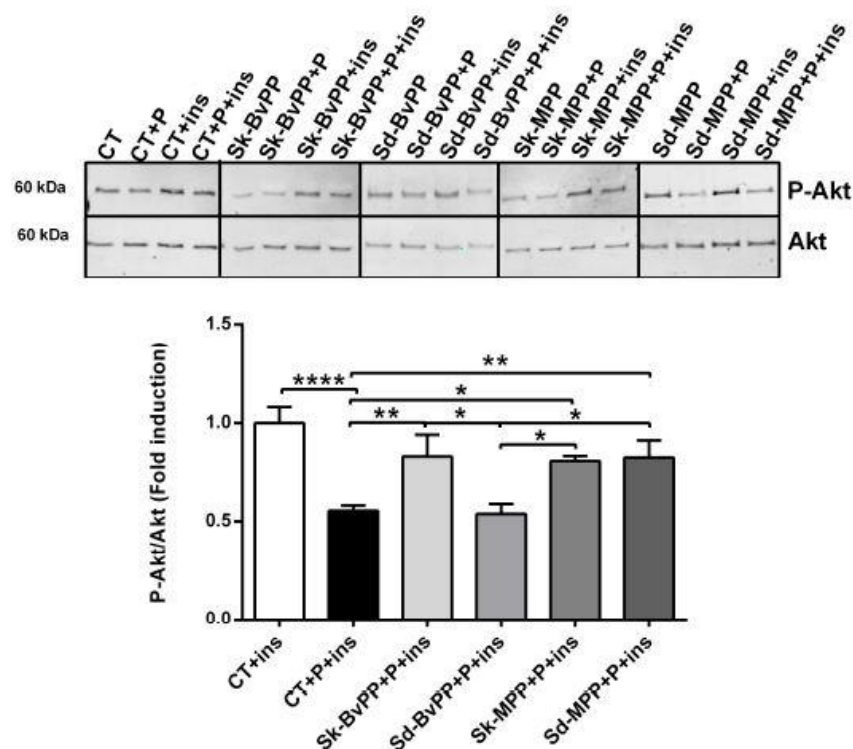 CT
CT+P
CT+ins
CT+P+ins
Sk-BvPP
Sk-BvPP+P
Sk-BvPP+ins
Sk-BvPP+P+ins
Sd-BvPP
Sd-BvPP+P
Sd-BvPP+ins
Sd-BvPP+P+ins
Sk-MPP
Sk-MPP+P
Sk-MPP+ins
Sk-MPP+P+ins
Sd-MPP
Sd-MPP+P
Sd-MPP+ins
Sd-MPP+P+ins
60 kDa P-Akt
60 kDa Akt
P-Akt/Akt (Fold induction)
1.5
1.0
0.5
0.0
**
****
*
** * *
*
CT+ins
CT+P+ins
Sk-BvPP+P+ins
Sd-BvPP+P+ins
Sk-MPP+P+ins
Sd-MPP+P+ins